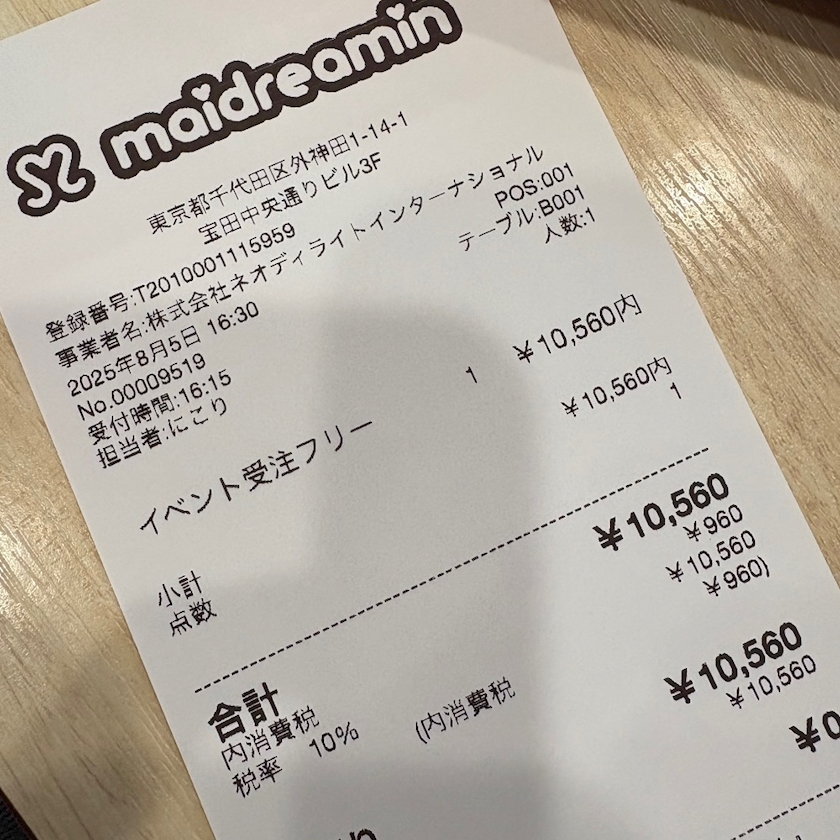 maidreamin
東京都千代田区外神田1-14-1
宝田中央通りビル3F
登録番号:T2010001115959
事業者名:株式会社ネオディライトインターナショナル
2025年8月5日 16:30 POS:001
No.00009519 テーブル:B001
受付時間:16:15 人数:1
担当者:にこり
イベント受注フリー 1 ¥10,560内
小計 ¥10,560内
点数 1
合計 ¥10,560
内消費税 ¥960
税率 10% ¥10,560
(内消費税 ¥960)
¥10,560
¥10,560
¥0